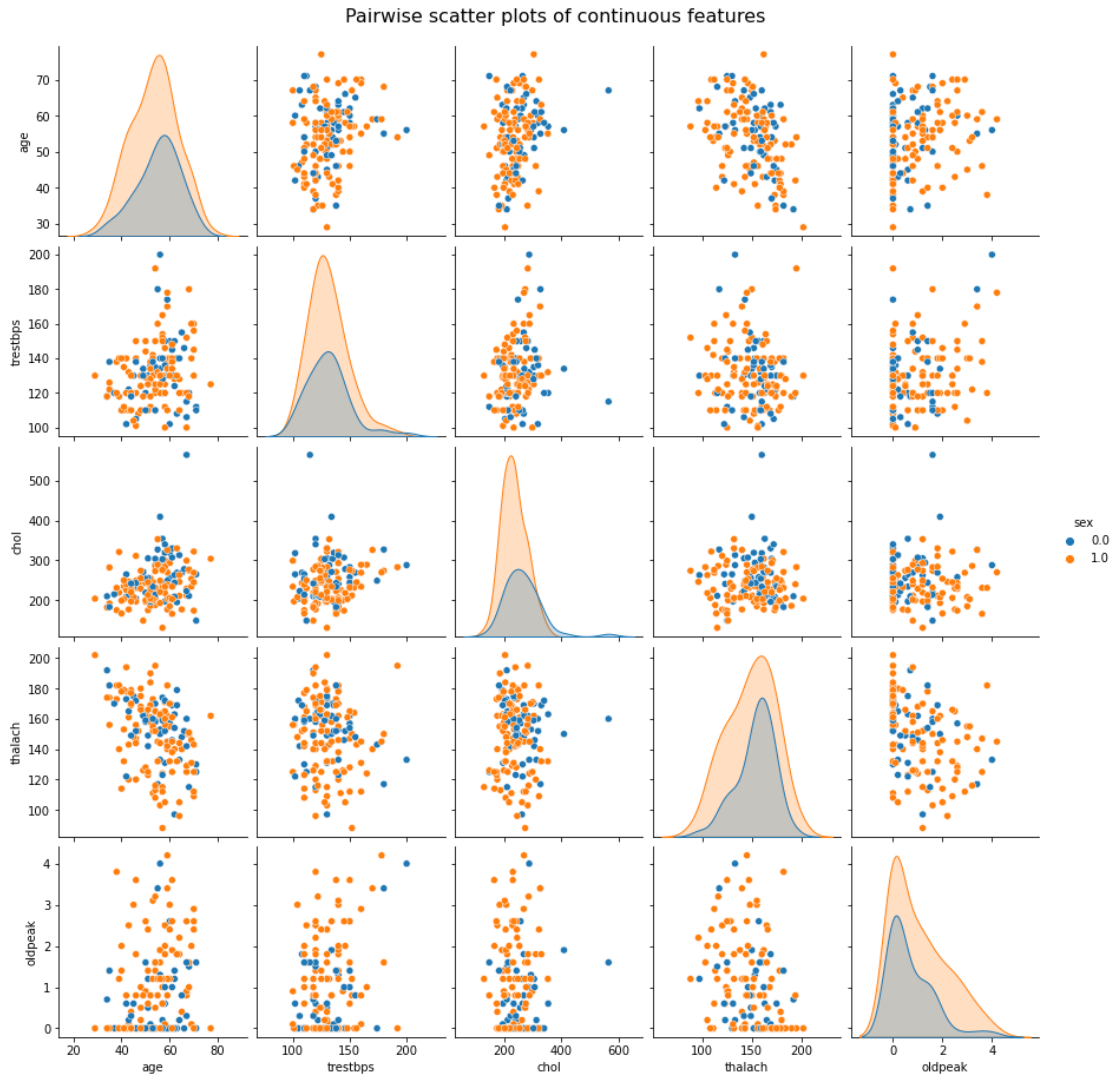 Pairwise scatter plots of continuous features
70
60
50
40
30
age
200
180
160
140
120
100
trestbps
500
400
300
200
chol
sex
0.0
1.0
200
180
160
140
120
100
thalach
4
3
2
1
0
oldpeak
20 40 60 80
100 150 200
200 400 600
100 150 200
0 2 4
age
trestbps
chol
thalach
oldpeak